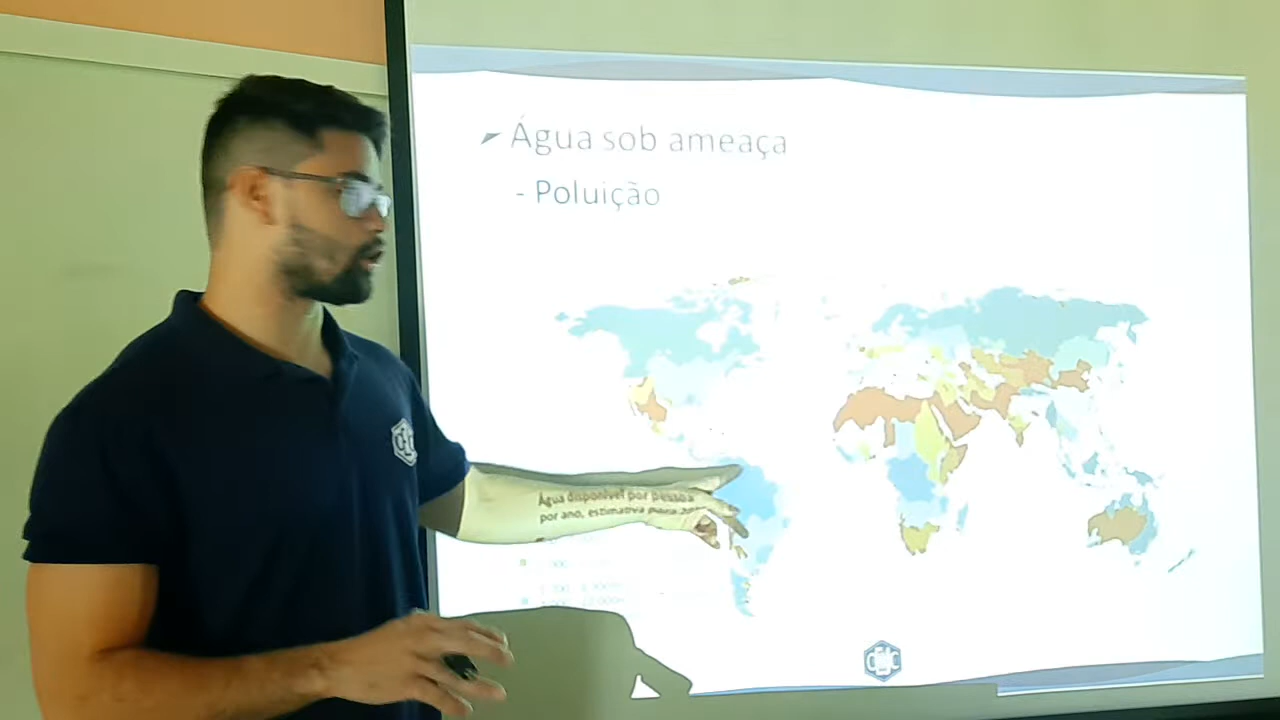 Água sob ameaça
- Poluição
Água disponível por pessoa
por ano, estimativa para